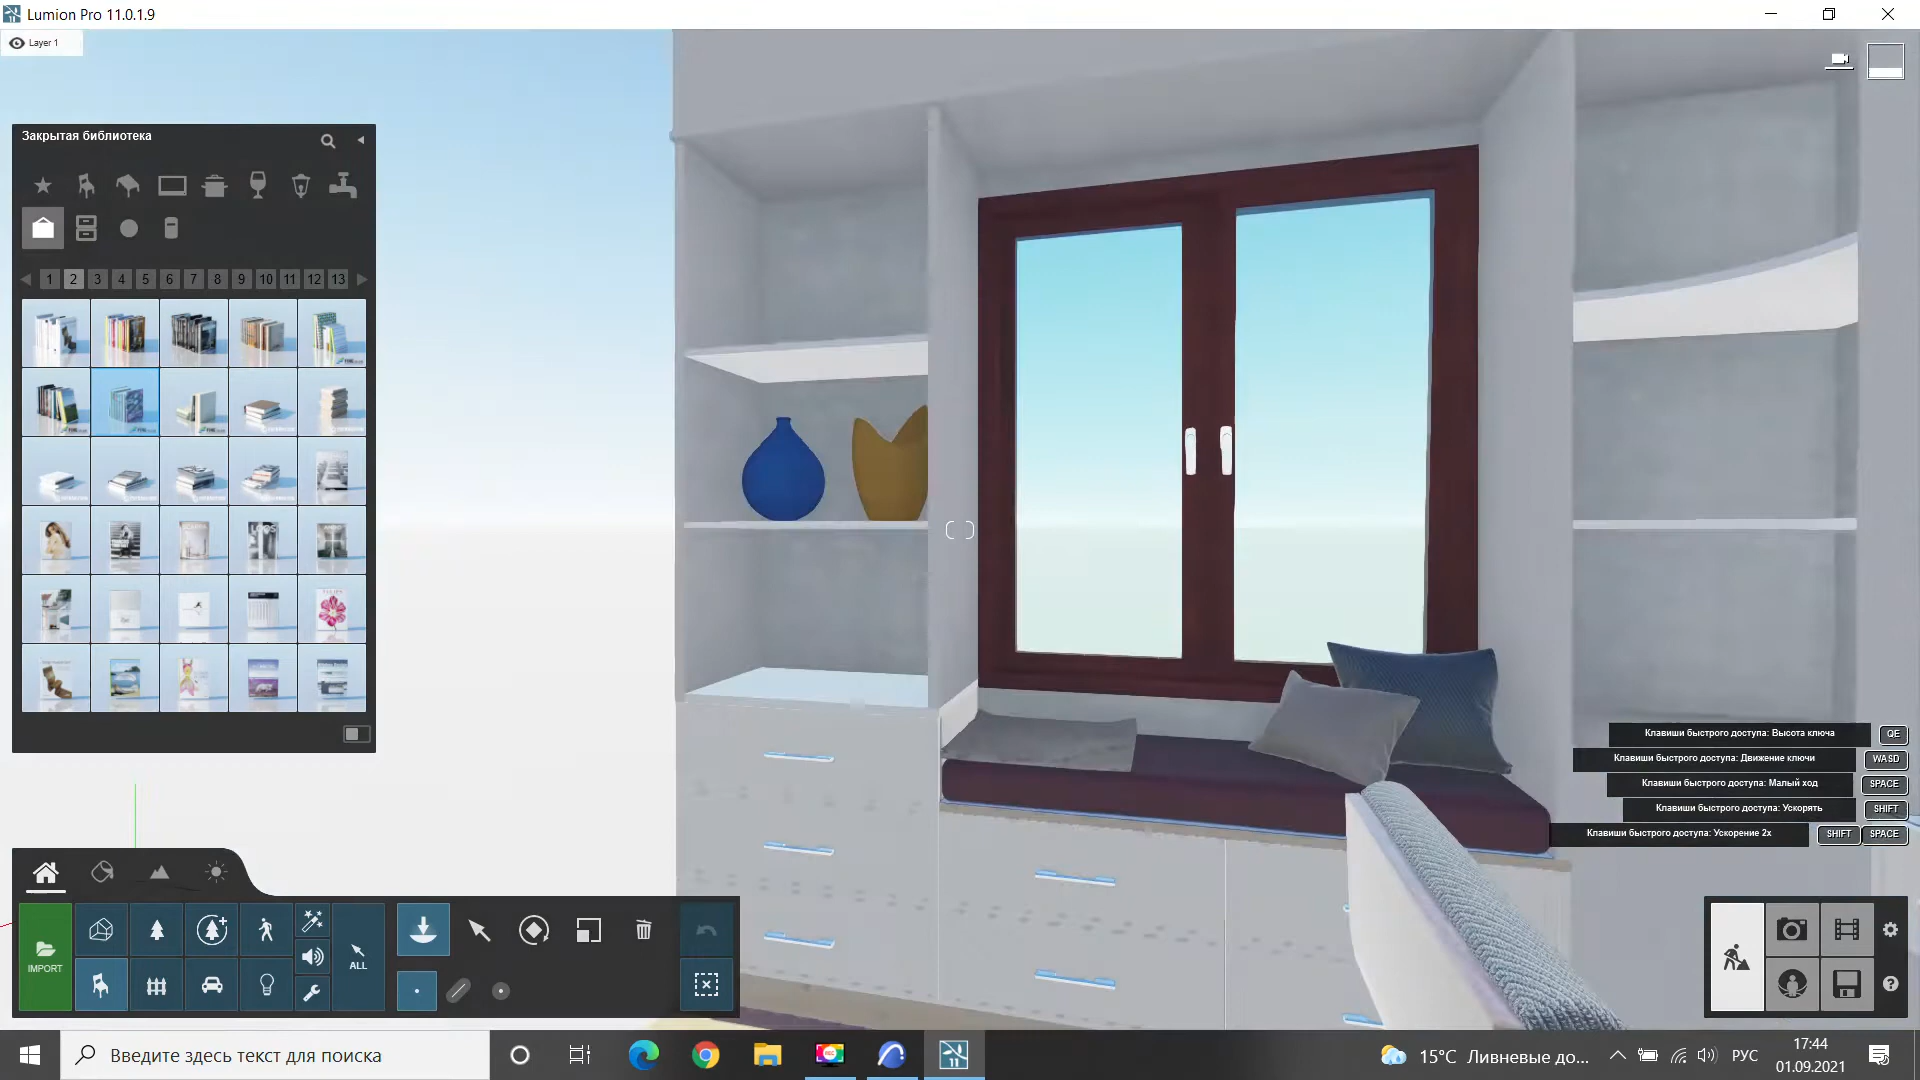 Lumion Pro 11.0.1.9
Layer 1
Закрытая библиотека
1 2 3 4 5 6 7 8 9 10 11 12 13
Клавиши быстрого доступа: Высота ключа QE
Клавиши быстрого доступа: Движение ключи WASD
Клавиши быстрого доступа: Малый ход SPACE
Клавиши быстрого доступа: Ускорять SHIFT
Клавиши быстрого доступа: Ускорение 2x SHIFT SPACE
IMPORT
ALL
Введите здесь текст для поиска
15°C Ливневые до...
РУС
17:44
01.09.2021